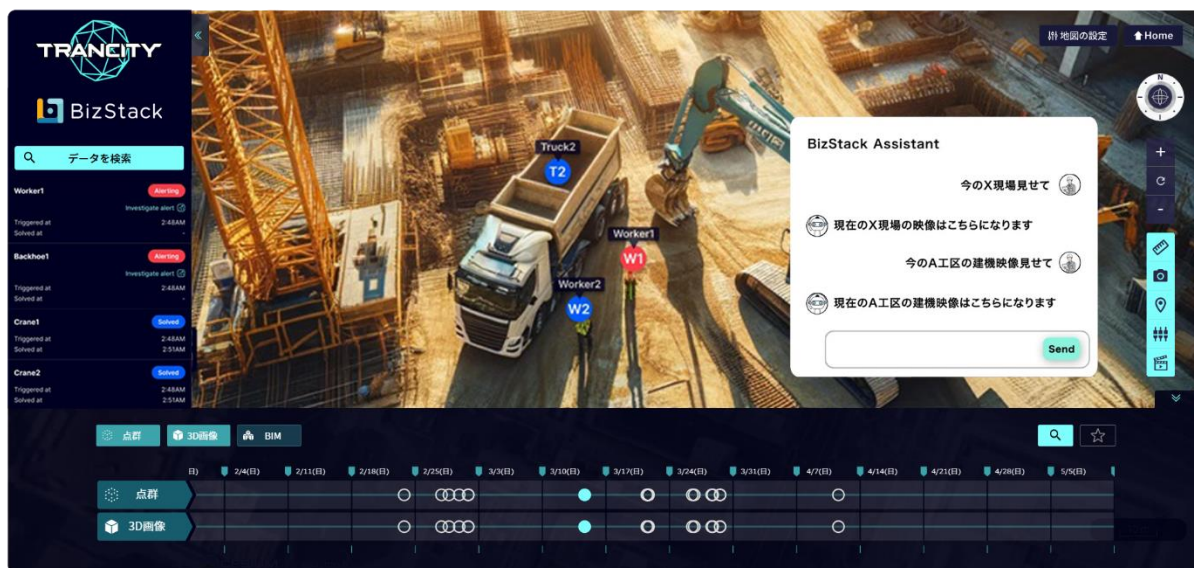 TRANCITY
BizStack
データを検索
Worker1
Alerting
Investigate alert
Triggered at 2:48AM
Solved at -
Backhoe1
Alerting
Investigate alert
Triggered at 2:48AM
Solved at -
Crane1
Solved
Triggered at 2:48AM
Solved at 2:51AM
Crane2
Solved
Triggered at 2:48AM
Solved at 2:51AM
地図の設定
Home
N
Truck2
T2
Worker1
W1
Worker2
W2
BizStack Assistant
今のX現場見せて
現在のX現場の映像はこちらになります
今のA工区の建機映像見せて
現在のA工区の建機映像はこちらになります
Send
点群
3D画像
BIM
日) 2/4(日) 2/11(日) 2/18(日) 2/25(日) 3/3(日) 3/10(日) 3/17(日) 3/24(日) 3/31(日) 4/7(日) 4/14(日) 4/21(日) 4/28(日) 5/5(日)
点群
3D画像